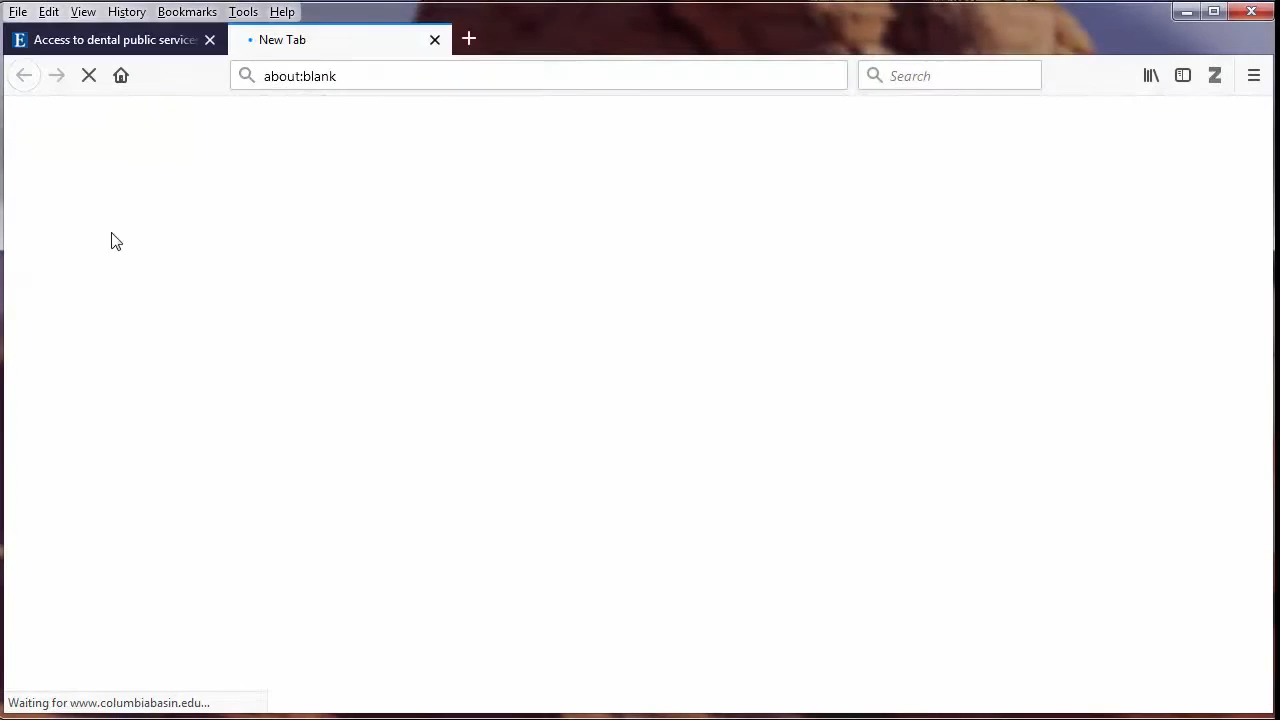 File Edit View History Bookmarks Tools Help
E Access to dental public service
New Tab
about:blank
Search
Z
Waiting for www.columbiabasin.edu...